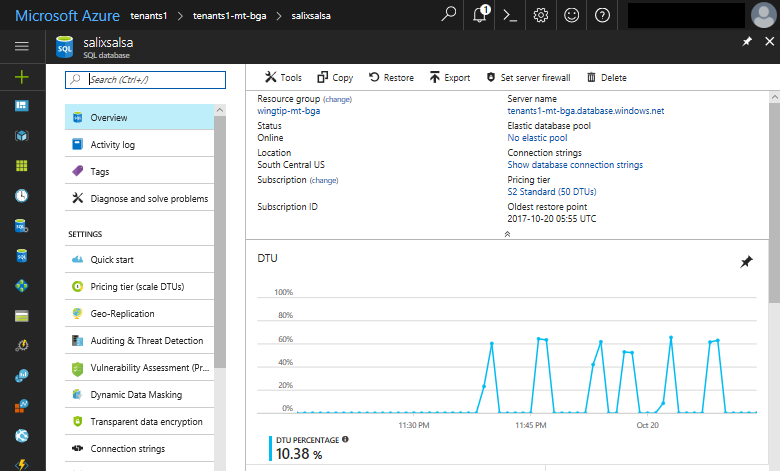 Microsoft Azure tenants1 > tenants1-mt-bga > salixsalsa
1
salixsalsa
SQL database
Search (Ctrl+/)
Overview
Activity log
Tags
Diagnose and solve problems
SETTINGS
Quick start
Pricing tier (scale DTUs)
Geo-Replication
Auditing & Threat Detection
Vulnerability Assessment (Pr...
Dynamic Data Masking
Transparent data encryption
Connection strings
Tools Copy Restore Export Set server firewall Delete
Resource group (change)
wingtip-mt-bga
Status
Online
Location
South Central US
Subscription (change)
Subscription ID
Server name
tenants1-mt-bga.database.windows.net
Elastic database pool
No elastic pool
Connection strings
Show database connection strings
Pricing tier
S2 Standard (50 DTUs)
Oldest restore point
2017-10-20 05:55 UTC
DTU
100%
80%
60%
40%
20%
0%
11:30 PM 11:45 PM Oct 20
DTU PERCENTAGE
10.38 %